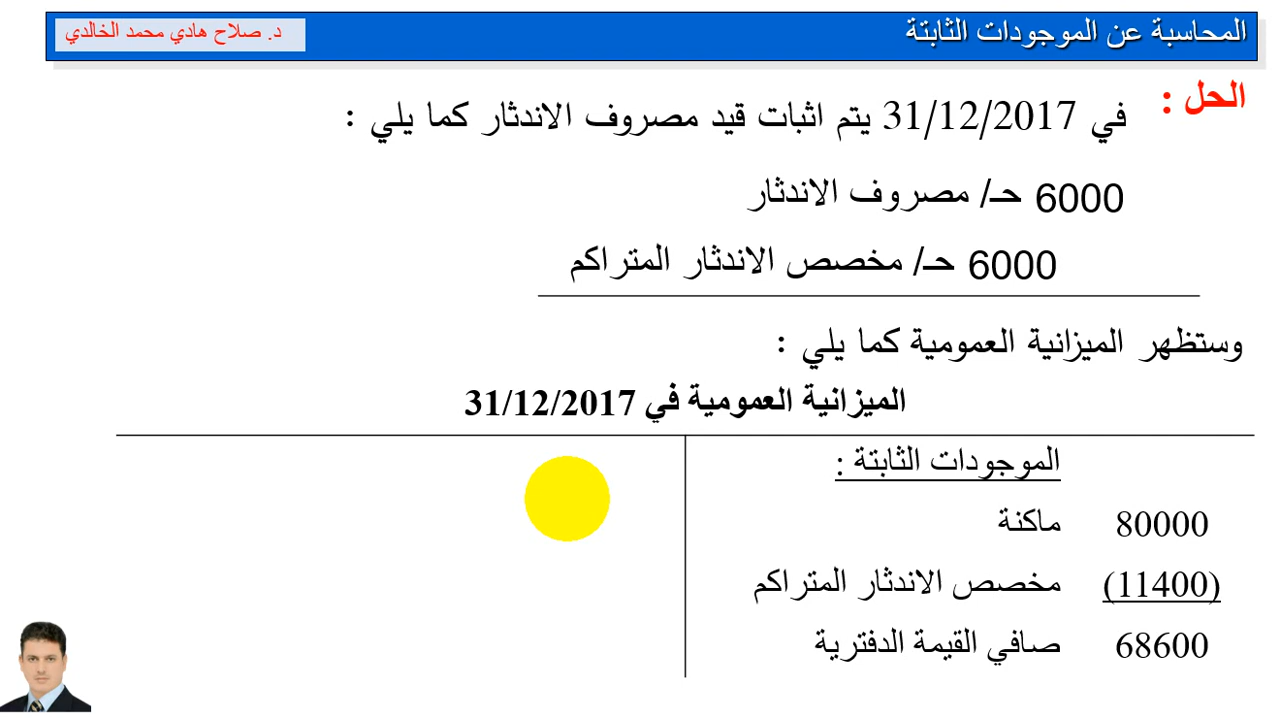 المحاسبة عن الموجودات الثابتة
د. صلاح هادي محمد الخالدي
الحل :
في 31/12/2017 يتم اثبات قيد مصروف الاندثار كما يلي :
6000 حـ/ مصروف الاندثار
6000 حـ/ مخصص الاندثار المتراكم
وستظهر الميزانية العمومية كما يلي :
الميزانية العمومية في 31/12/2017
الموجودات الثابتة :
80000 ماكنة
(11400) مخصص الاندثار المتراكم
68600 صافي القيمة الدفترية